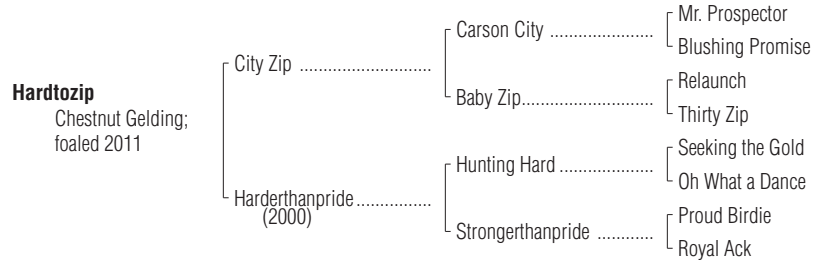 Hardtozip
Chestnut Gelding;
foaled 2011
City Zip ..............................
Harderthanpride .................
(2000)
Carson City .......................
Baby Zip.............................
Hunting Hard .....................
Strongerthanpride ............
Mr. Prospector
Blushing Promise
Relaunch
Thirty Zip
Seeking the Gold
Oh What a Dance
Proud Birdie
Royal Ack